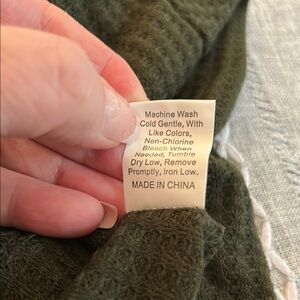 Machine Wash
Cold Gentle, With
Like Colors,
Non-Chlorine
Bleach When
Needed, Tumble
Dry Low, Remove
Promptly, Iron Low.
MADE IN CHINA